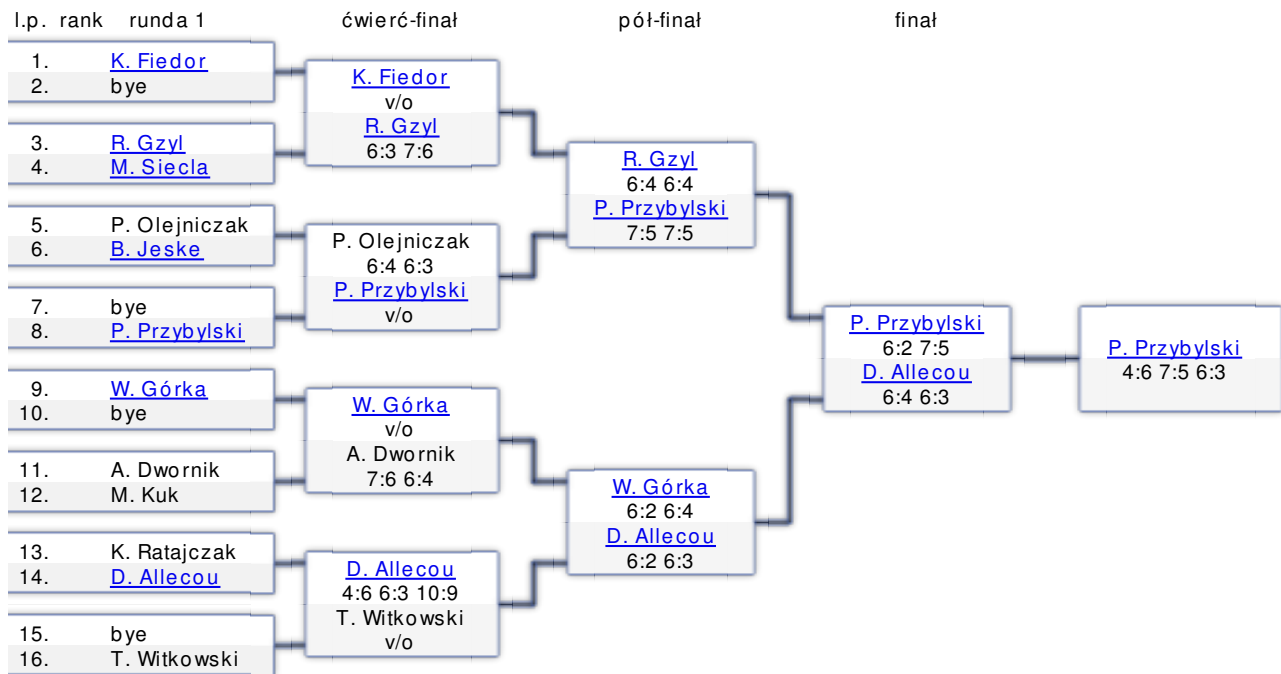 l.p. rank runda 1 ćwierć-finał pół-finał finał
1. K. Fiedor
2. bye
3. R. Gzyl
4. M. Siecla
5. P. Olejniczak
6. B. Jeske
7. bye
8. P. Przybylski
9. W. Górka
10. bye
11. A. Dwornik
12. M. Kuk
13. K. Ratajczak
14. D. Allecou
15. bye
16. T. Witkowski
K. Fiedor
v/o
R. Gzyl
6:3 7:6
P. Olejniczak
6:4 6:3
P. Przybylski
v/o
W. Górka
v/o
A. Dwornik
7:6 6:4
D. Allecou
4:6 6:3 10:9
T. Witkowski
v/o
R. Gzyl
6:4 6:4
P. Przybylski
7:5 7:5
W. Górka
6:2 6:4
D. Allecou
6:2 6:3
P. Przybylski
6:2 7:5
D. Allecou
6:4 6:3
P. Przybylski
4:6 7:5 6:3